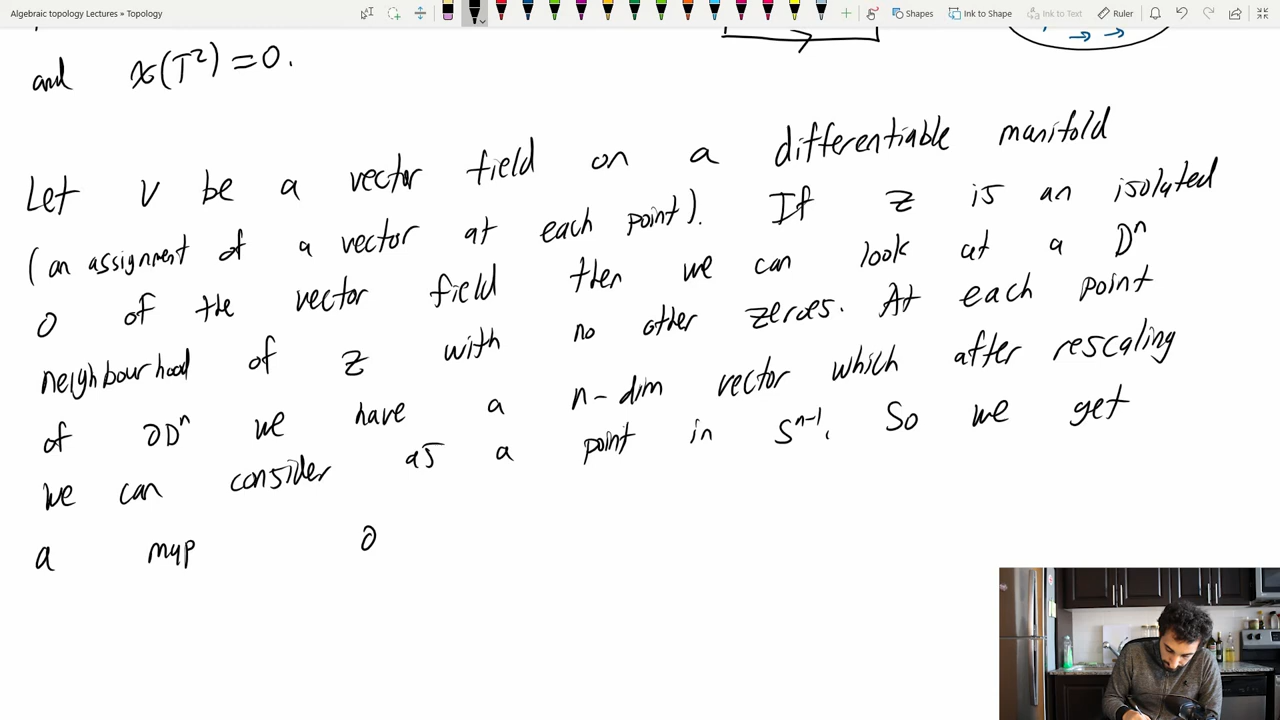 Algebraic topology Lectures » Topology
Shapes Ink to Shape Ink to Text Ruler
and χ(T²) = 0.
Let V be a vector field on a differentiable manifold
(an assignment of a vector at each point). If z is an isolated
0 of the vector field then we can look at a Dⁿ
neighbourhood of z with no other zeroes. At each point
of ∂Dⁿ we have a n-dim vector which after rescaling
we can consider as a point in Sⁿ⁻¹. So we get
a map ∂